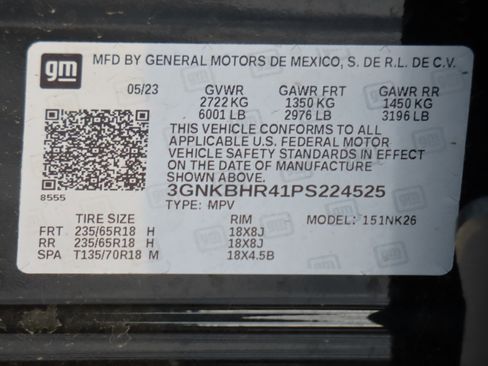 gm
MFD BY GENERAL MOTORS DE MEXICO, S. DE R.L. DE C.V.
05/23 GVWR GAWR FRT GAWR RR
2722 KG 1350 KG 1450 KG
6001 LB 2976 LB 3196 LB
THIS VEHICLE CONFORMS TO ALL
APPLICABLE U.S. FEDERAL MOTOR
VEHICLE SAFETY STANDARDS IN EFFECT
ON THE DATE OF MANUFACTURE
SHOWN ABOVE.
3GNKBHR41PS224525
8555
TYPE: MPV
TIRE SIZE RIM MODEL: 151NK26
FRT 235/65R18 H 18X8J
RR 235/65R18 H 18X8J
SPA T135/70R18 M 18X4.5B